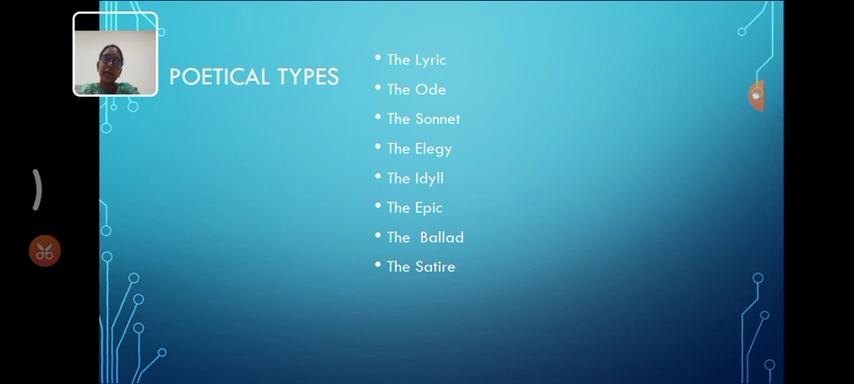 POETICAL TYPES
• The Lyric
• The Ode
• The Sonnet
• The Elegy
• The Idyll
• The Epic
• The  Ballad
• The Satire